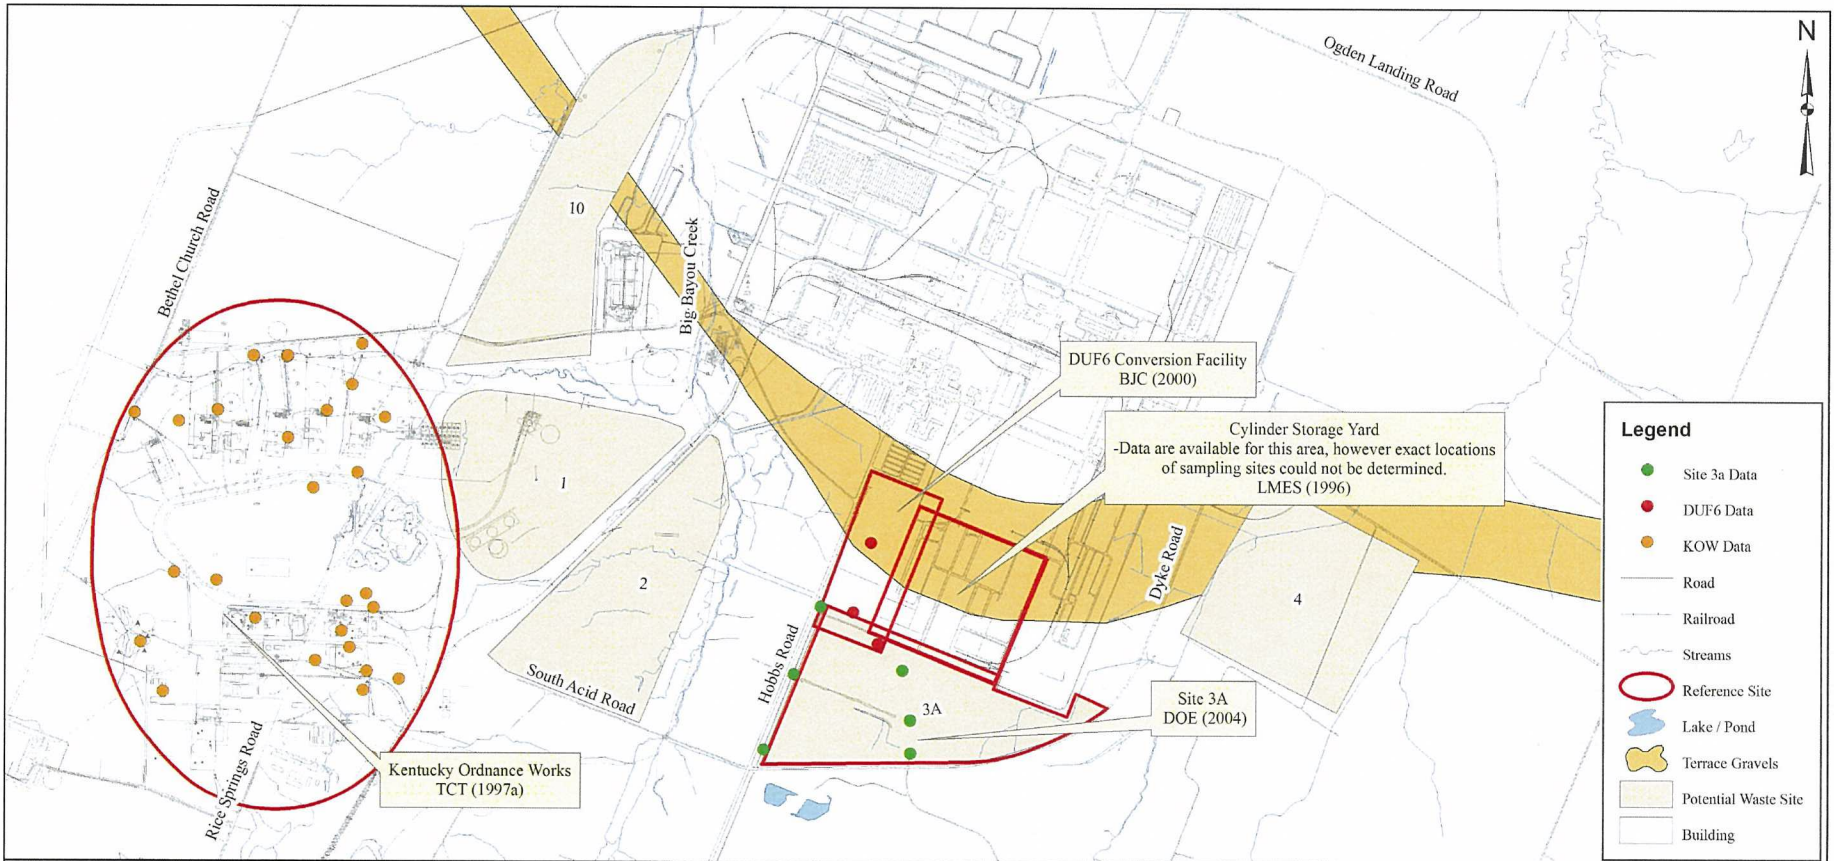 N
Ogden Landing Road
Bethel Church Road
10
Big Bayou Creek
DUF6 Conversion Facility
BJC (2000)
Cylinder Storage Yard
-Data are available for this area, however exact locations
of sampling sites could not be determined.
LMES (1996)
1
2
4
Dyke Road
Hobbs Road
South Acid Road
3A
Site 3A
DOE (2004)
Kentucky Ordnance Works
TCT (1997a)
Rice Springs Road
Legend
Site 3a Data
DUF6 Data
KOW Data
Road
Railroad
Streams
Reference Site
Lake / Pond
Terrace Gravels
Potential Waste Site
Building